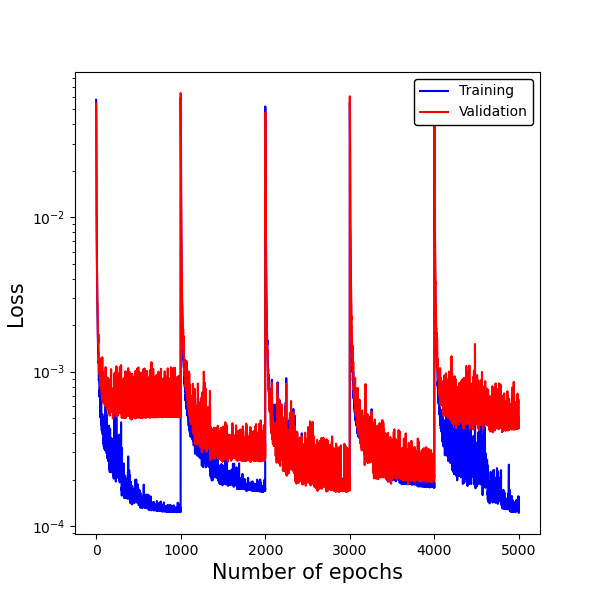 Training
Validation
Loss
10⁻²
10⁻³
10⁻⁴
0 1000 2000 3000 4000 5000
Number of epochs